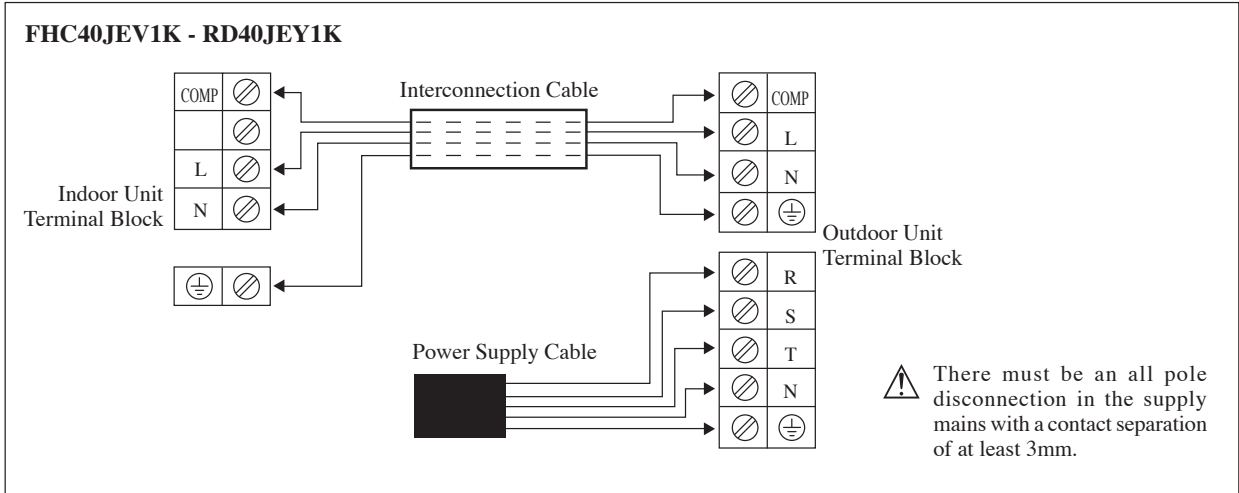 FHC40JEV1K - RD40JEY1K
COMP
L
N
Indoor Unit
Terminal Block
Interconnection Cable
COMP
L
N
Outdoor Unit
Terminal Block
R
S
T
N
Power Supply Cable
There must be an all pole
disconnection in the supply
mains with a contact separation
of at least 3mm.